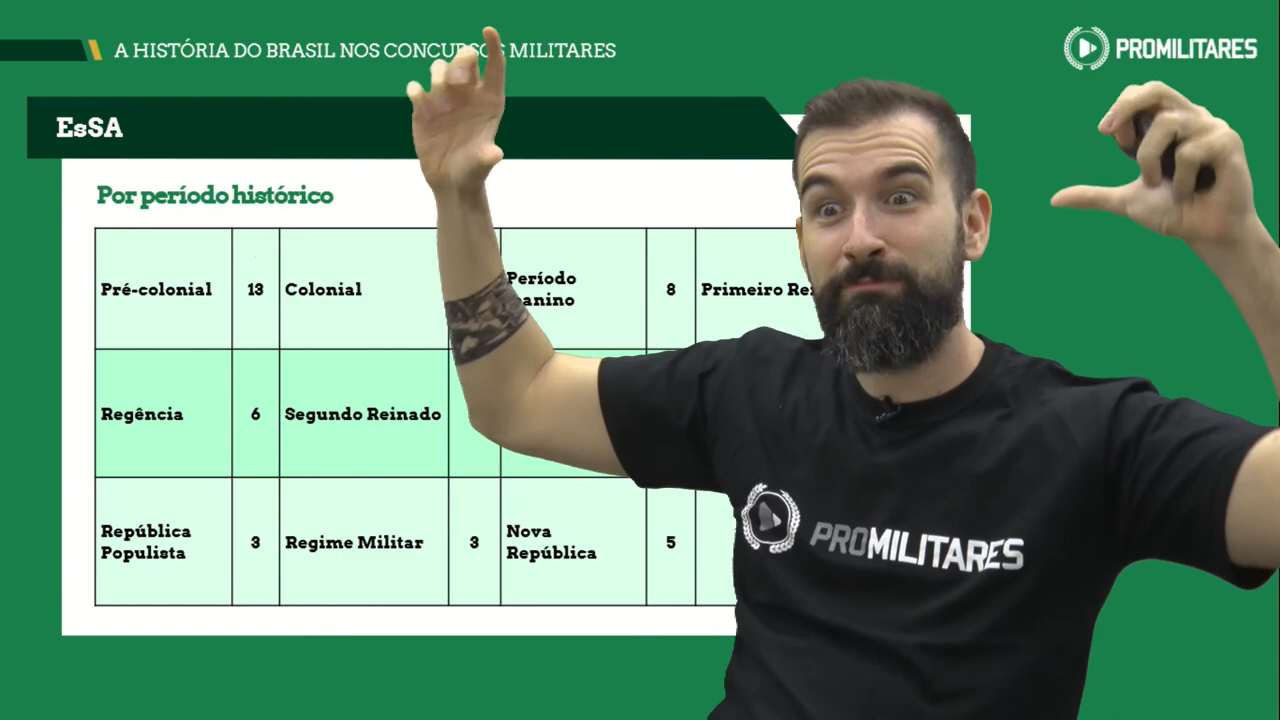 A HISTÓRIA DO BRASIL NOS CONCURSOS MILITARES
PROMILITARES
EsSA
Por período histórico
Pré-colonial 13 Colonial Período 8 Primeiro
Regência 6 Segundo Reinado
República Populista 3 Regime Militar 3 Nova República 5
PROMILITARES